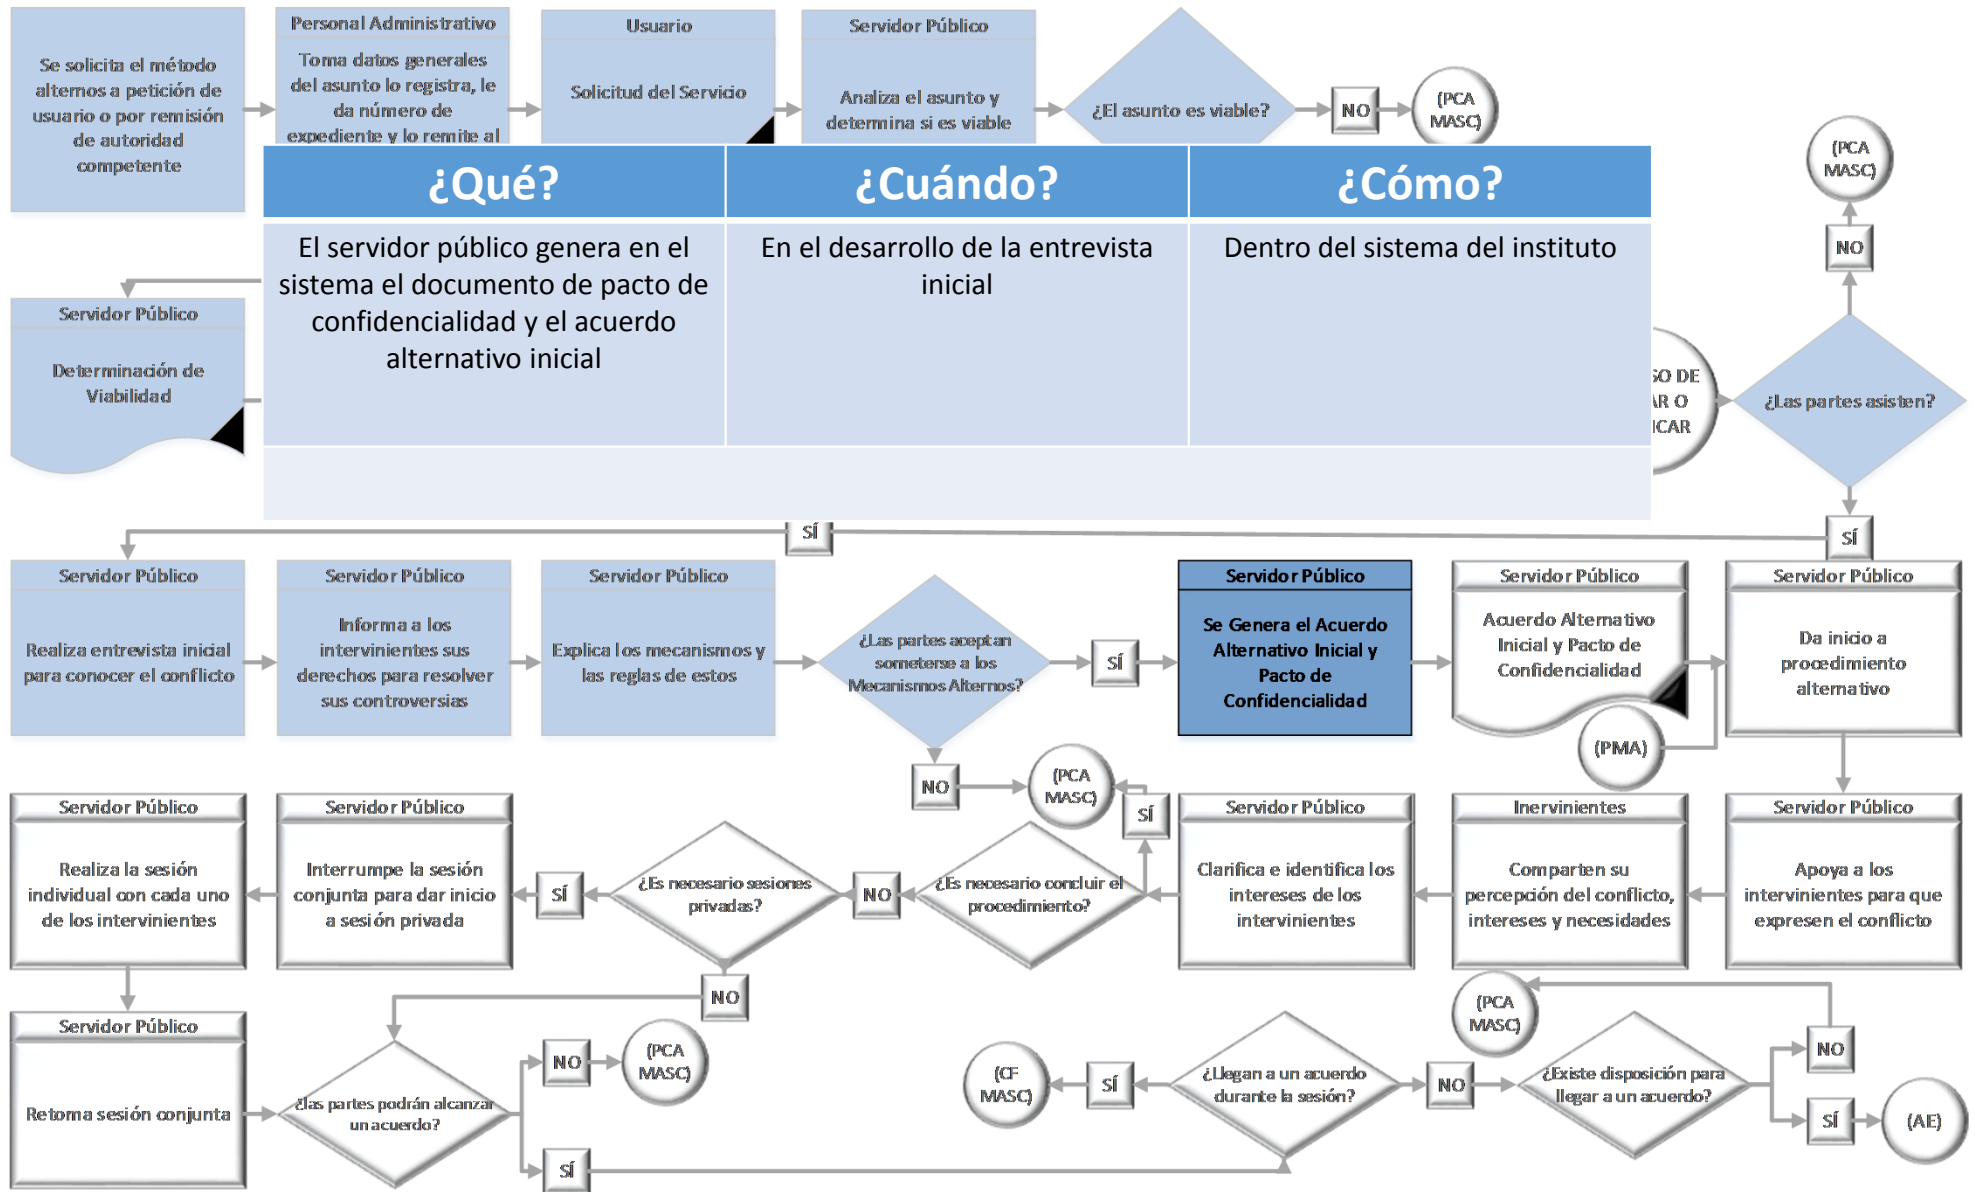 Se solicita el método
alternos a petición de
usuario o por remisión
de autoridad
competente
Personal Administrativo
Toma datos generales
del asunto lo registra, le
da número de
expediente y lo remite al
Usuario
Solicitud del Servicio
Servidor Público
Analiza el asunto y
determina si es viable
¿El asunto es viable?
NO
(PCA
MASC)
(PCA
MASC)
NO
¿Qué?
¿Cuándo?
¿Cómo?
El servidor público genera en el
sistema el documento de pacto de
confidencialidad y el acuerdo
alternativo inicial
En el desarrollo de la entrevista
inicial
Dentro del sistema del instituto
Servidor Público
Determinación de
Viabilidad
DE
O
¿Las partes asisten?
SÍ
SÍ
Servidor Público
Realiza entrevista inicial
para conocer el conflicto
Servidor Público
Informa a los
intervinientes sus
derechos para resolver
sus controversias
Servidor Público
Explica los mecanismos y
las reglas de estos
¿Las partes aceptan
someterse a los
Mecanismos Alternos?
SÍ
Servidor Público
Se Genera el Acuerdo
Alternativo Inicial y
Pacto de
Confidencialidad
Servidor Público
Acuerdo Alternativo
Inicial y Pacto de
Confidencialidad
(PMA)
Servidor Público
Da inicio a
procedimiento
alternativo
NO
(PCA
MASC)
SÍ
Servidor Público
Realiza la sesión
individual con cada uno
de los intervinientes
Servidor Público
Interrumpe la sesión
conjunta para dar inicio
a sesión privada
SÍ
¿Es necesario sesiones
privadas?
NO
¿Es necesario concluir el
procedimiento?
Servidor Público
Clarifica e identifica los
intereses de los
intervinientes
Inervinientes
Comparten su
percepción del conflicto,
intereses y necesidades
Servidor Público
Apoya a los
intervinientes para que
expresen el conflicto
NO
Servidor Público
Retoma sesión conjunta
¿las partes podrán alcanzar
un acuerdo?
NO
(PCA
MASC)
SÍ
(CF
MASC)
SÍ
¿Llegan a un acuerdo
durante la sesión?
NO
(PCA
MASC)
¿Existe disposición para
llegar a un acuerdo?
NO
SÍ
(AE)